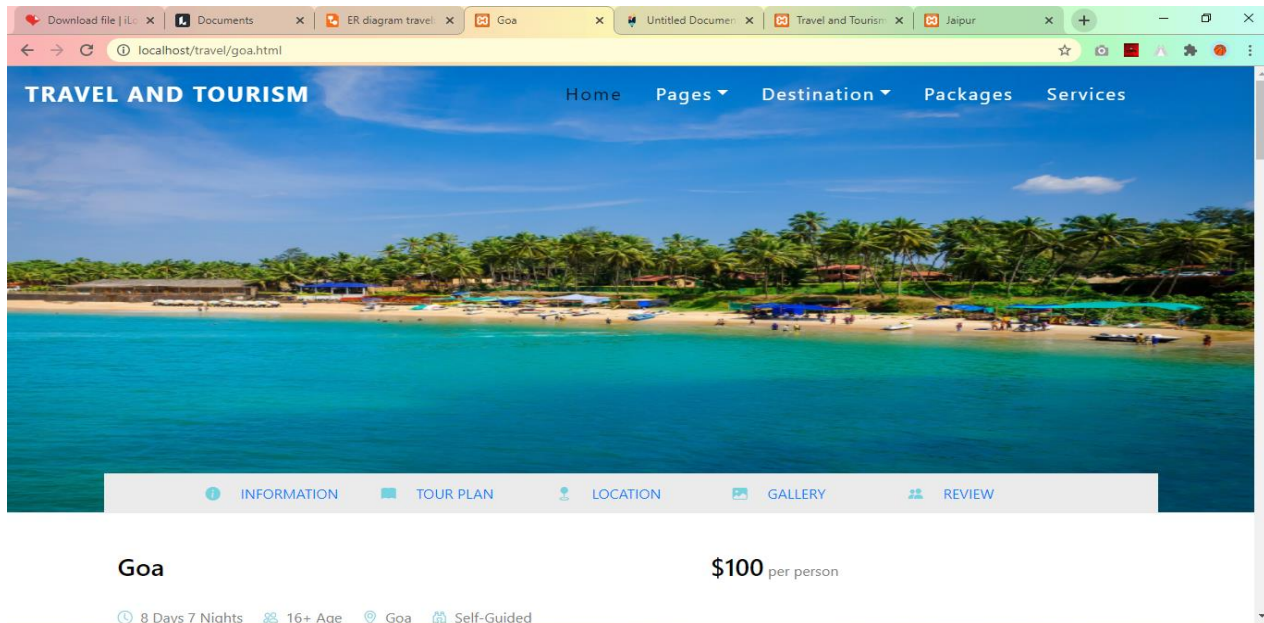 Download file | iLo
Documents
ER diagram travel
Goa
Untitled Documen
Travel and Tourism
Jaipur
localhost/travel/goa.html
TRAVEL AND TOURISM
Home Pages Destination Packages Services
INFORMATION TOUR PLAN LOCATION GALLERY REVIEW
Goa $100 per person
8 Days 7 Nights 16+ Age Goa Self-Guided